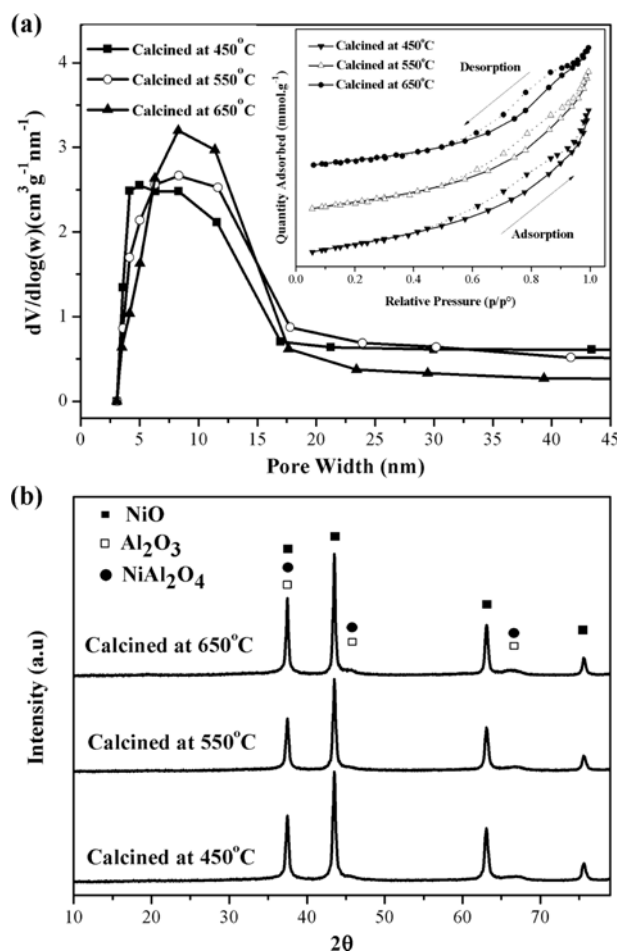 (a)
Calcined at 450°C
Calcined at 550°C
Calcined at 650°C
dV/dlog(w)(cm³g⁻¹nm⁻¹)
4
3
2
1
0
0 5 10 15 20 25 30 35 40 45
Pore Width (nm)
Calcined at 450°C
Calcined at 550°C
Calcined at 650°C
Desorption
Adsorption
Quantity Adsorbed (mmol.g⁻¹)
0.0 0.2 0.4 0.6 0.8 1.0
Relative Pressure (p/p°)
(b)
NiO
Al₂O₃
NiAl₂O₄
Calcined at 650°C
Calcined at 550°C
Calcined at 450°C
Intensity (a.u)
10 20 30 40 50 60 70
2θ